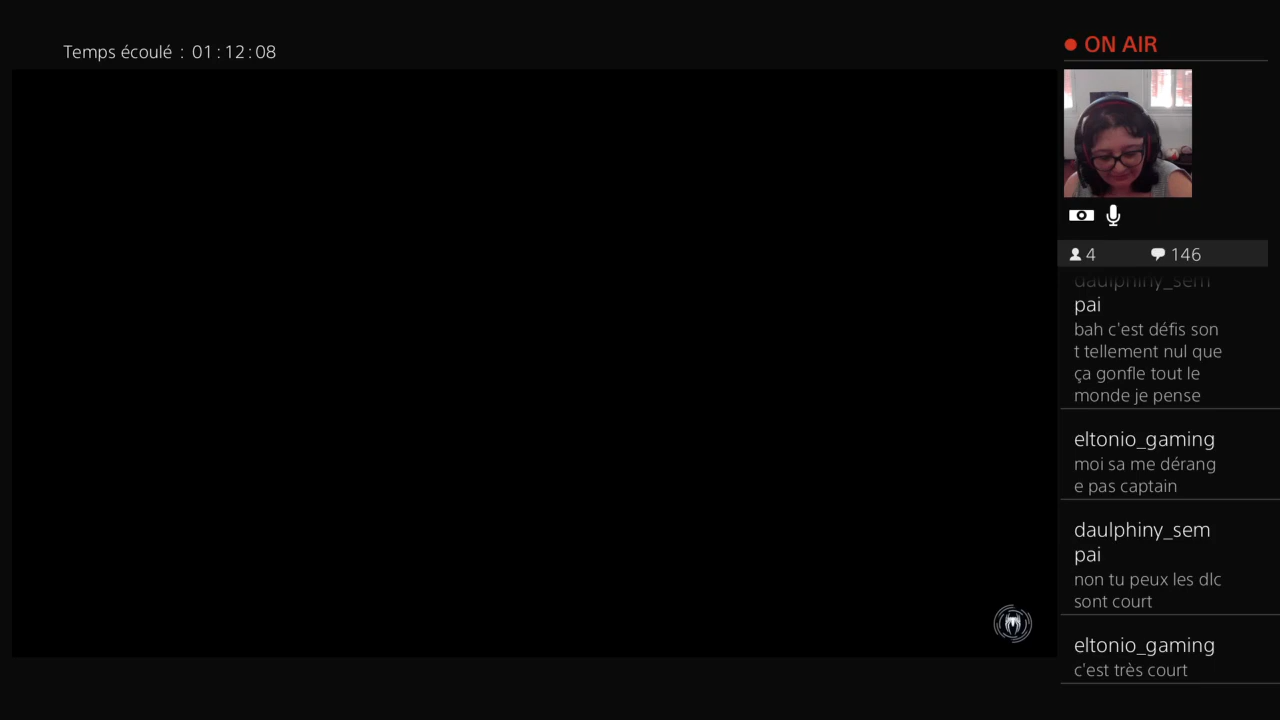 Temps écoulé : 01:12:08
ON AIR
4 146
daulphiny_sem
pai
bah c'est défis son
t tellement nul que
ça gonfle tout le
monde je pense
eltonio_gaming
moi sa me dérang
e pas captain
daulphiny_sem
pai
non tu peux les dlc
sont court
eltonio_gaming
c'est très court